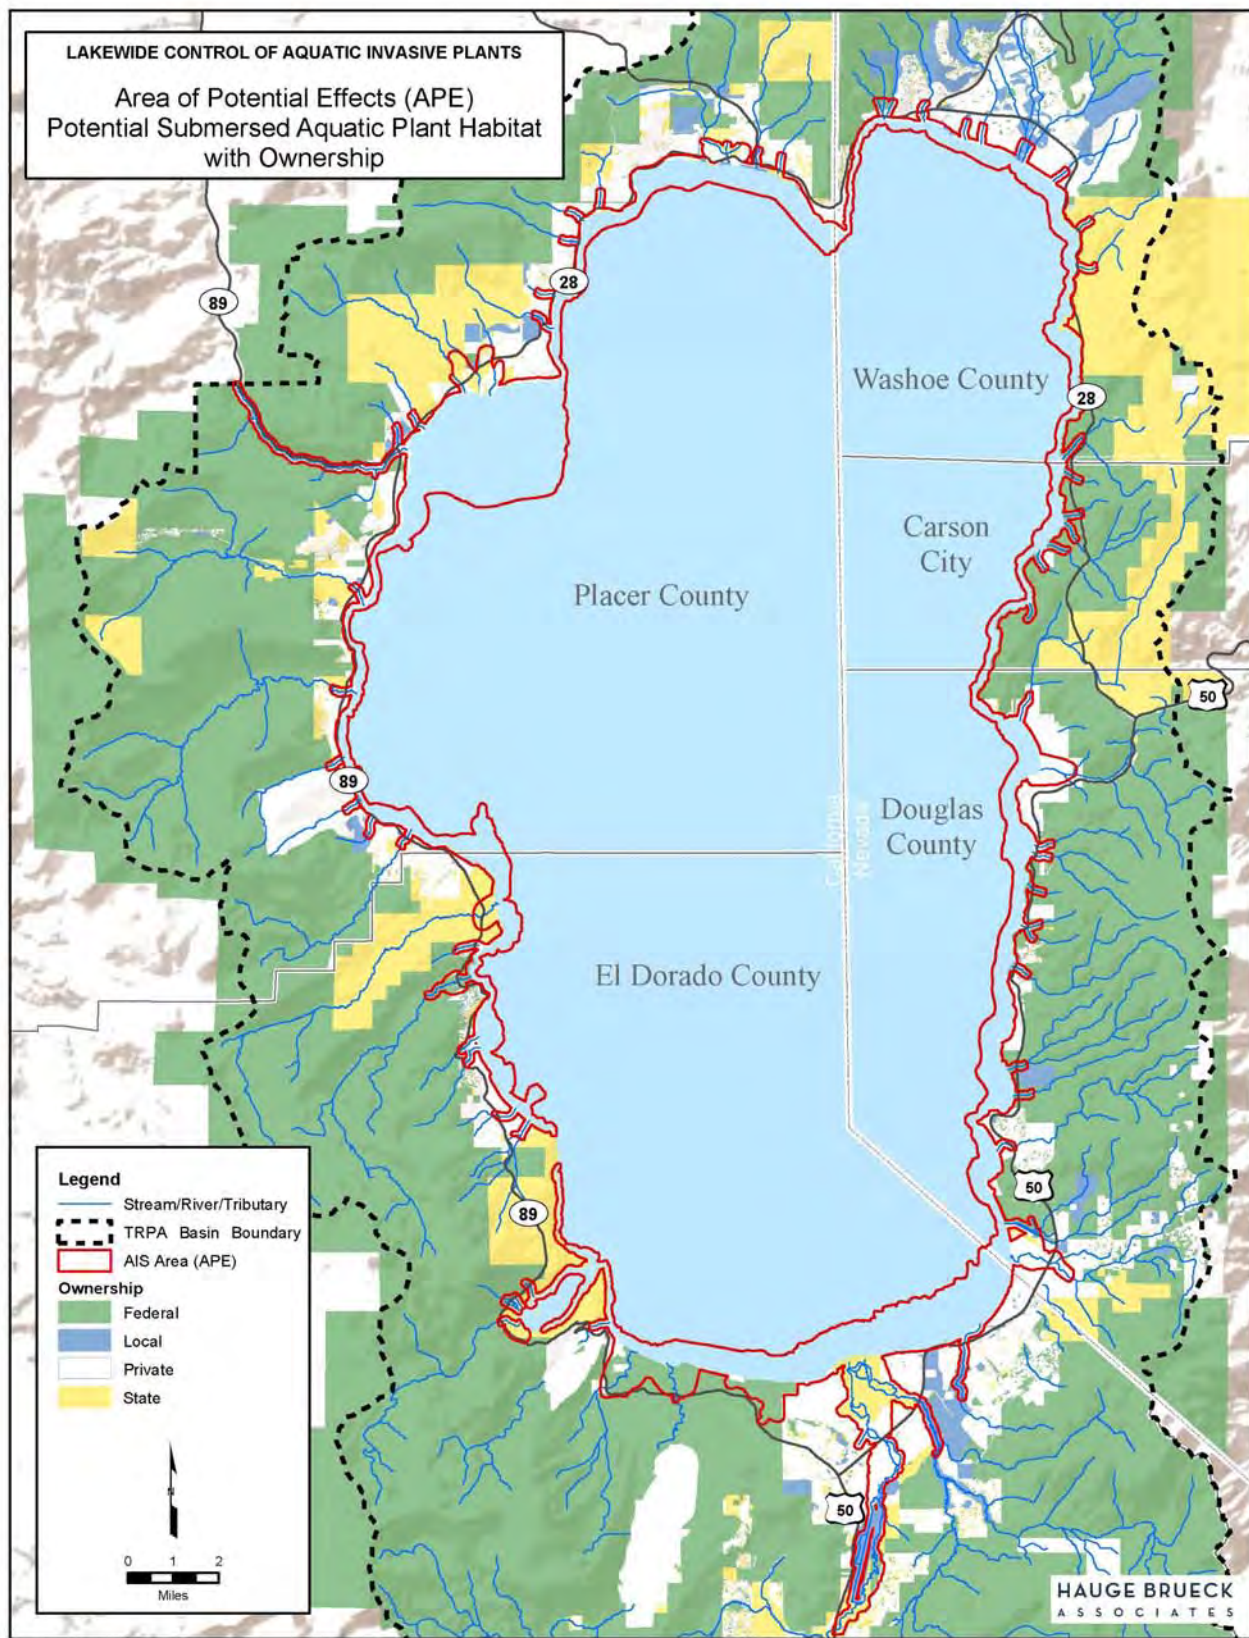 LAKEWIDE CONTROL OF AQUATIC INVASIVE PLANTS
Area of Potential Effects (APE)
Potential Submersed Aquatic Plant Habitat
with Ownership
28
89
Washoe County
28
Carson
City
Placer County
50
89
Douglas
County
California
Nevada
El Dorado County
50
89
50
Legend
Stream/River/Tributary
TRPA Basin Boundary
AIS Area (APE)
Ownership
Federal
Local
Private
State
N
0 1 2
Miles
HAUGE BRUECK
ASSOCIATES